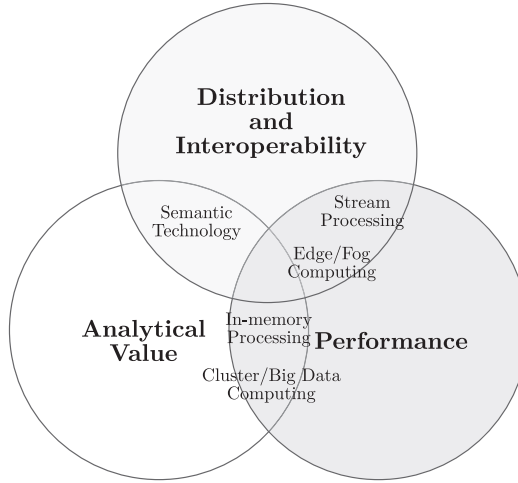 Distribution
and
Interoperability
Semantic
Technology
Stream
Processing
Edge/Fog
Computing
Analytical
Value
In-memory
Processing
Performance
Cluster/Big Data
Computing